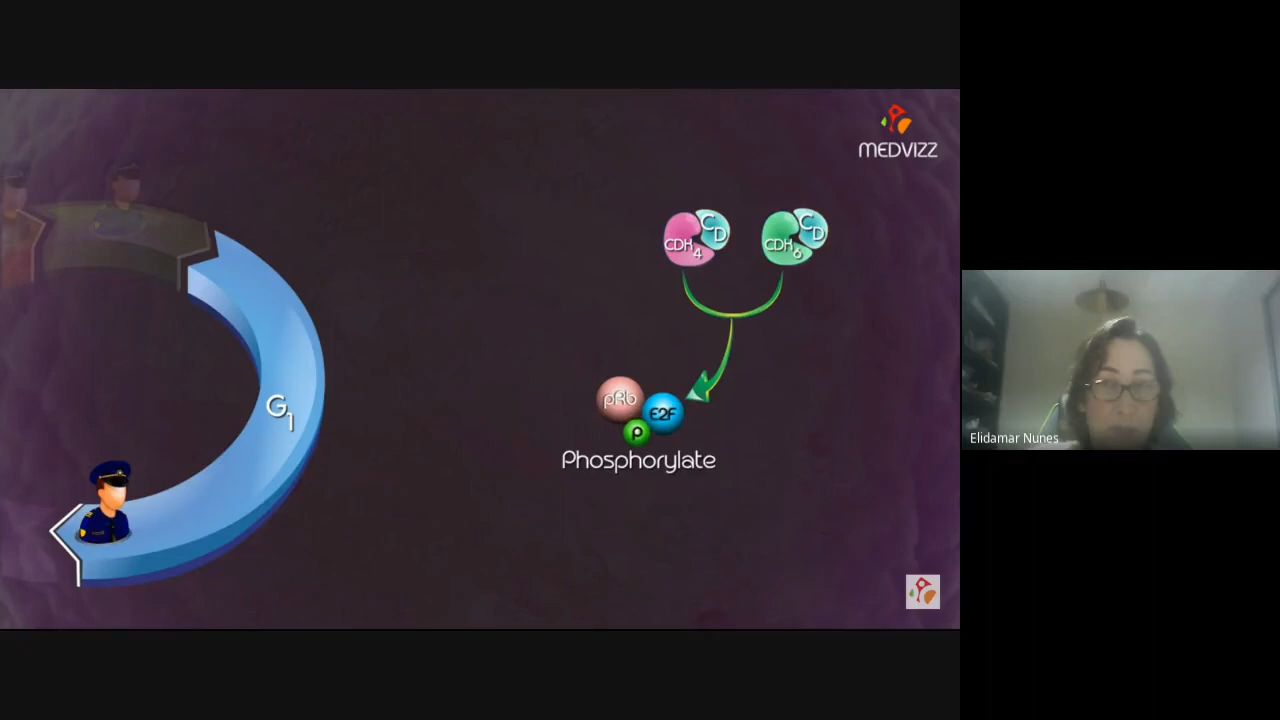 MEDVIZZ
CDK4
CD
CDK6
CD
G1
pRb
E2F
P
Phosphorylate
Elidamar Nunes